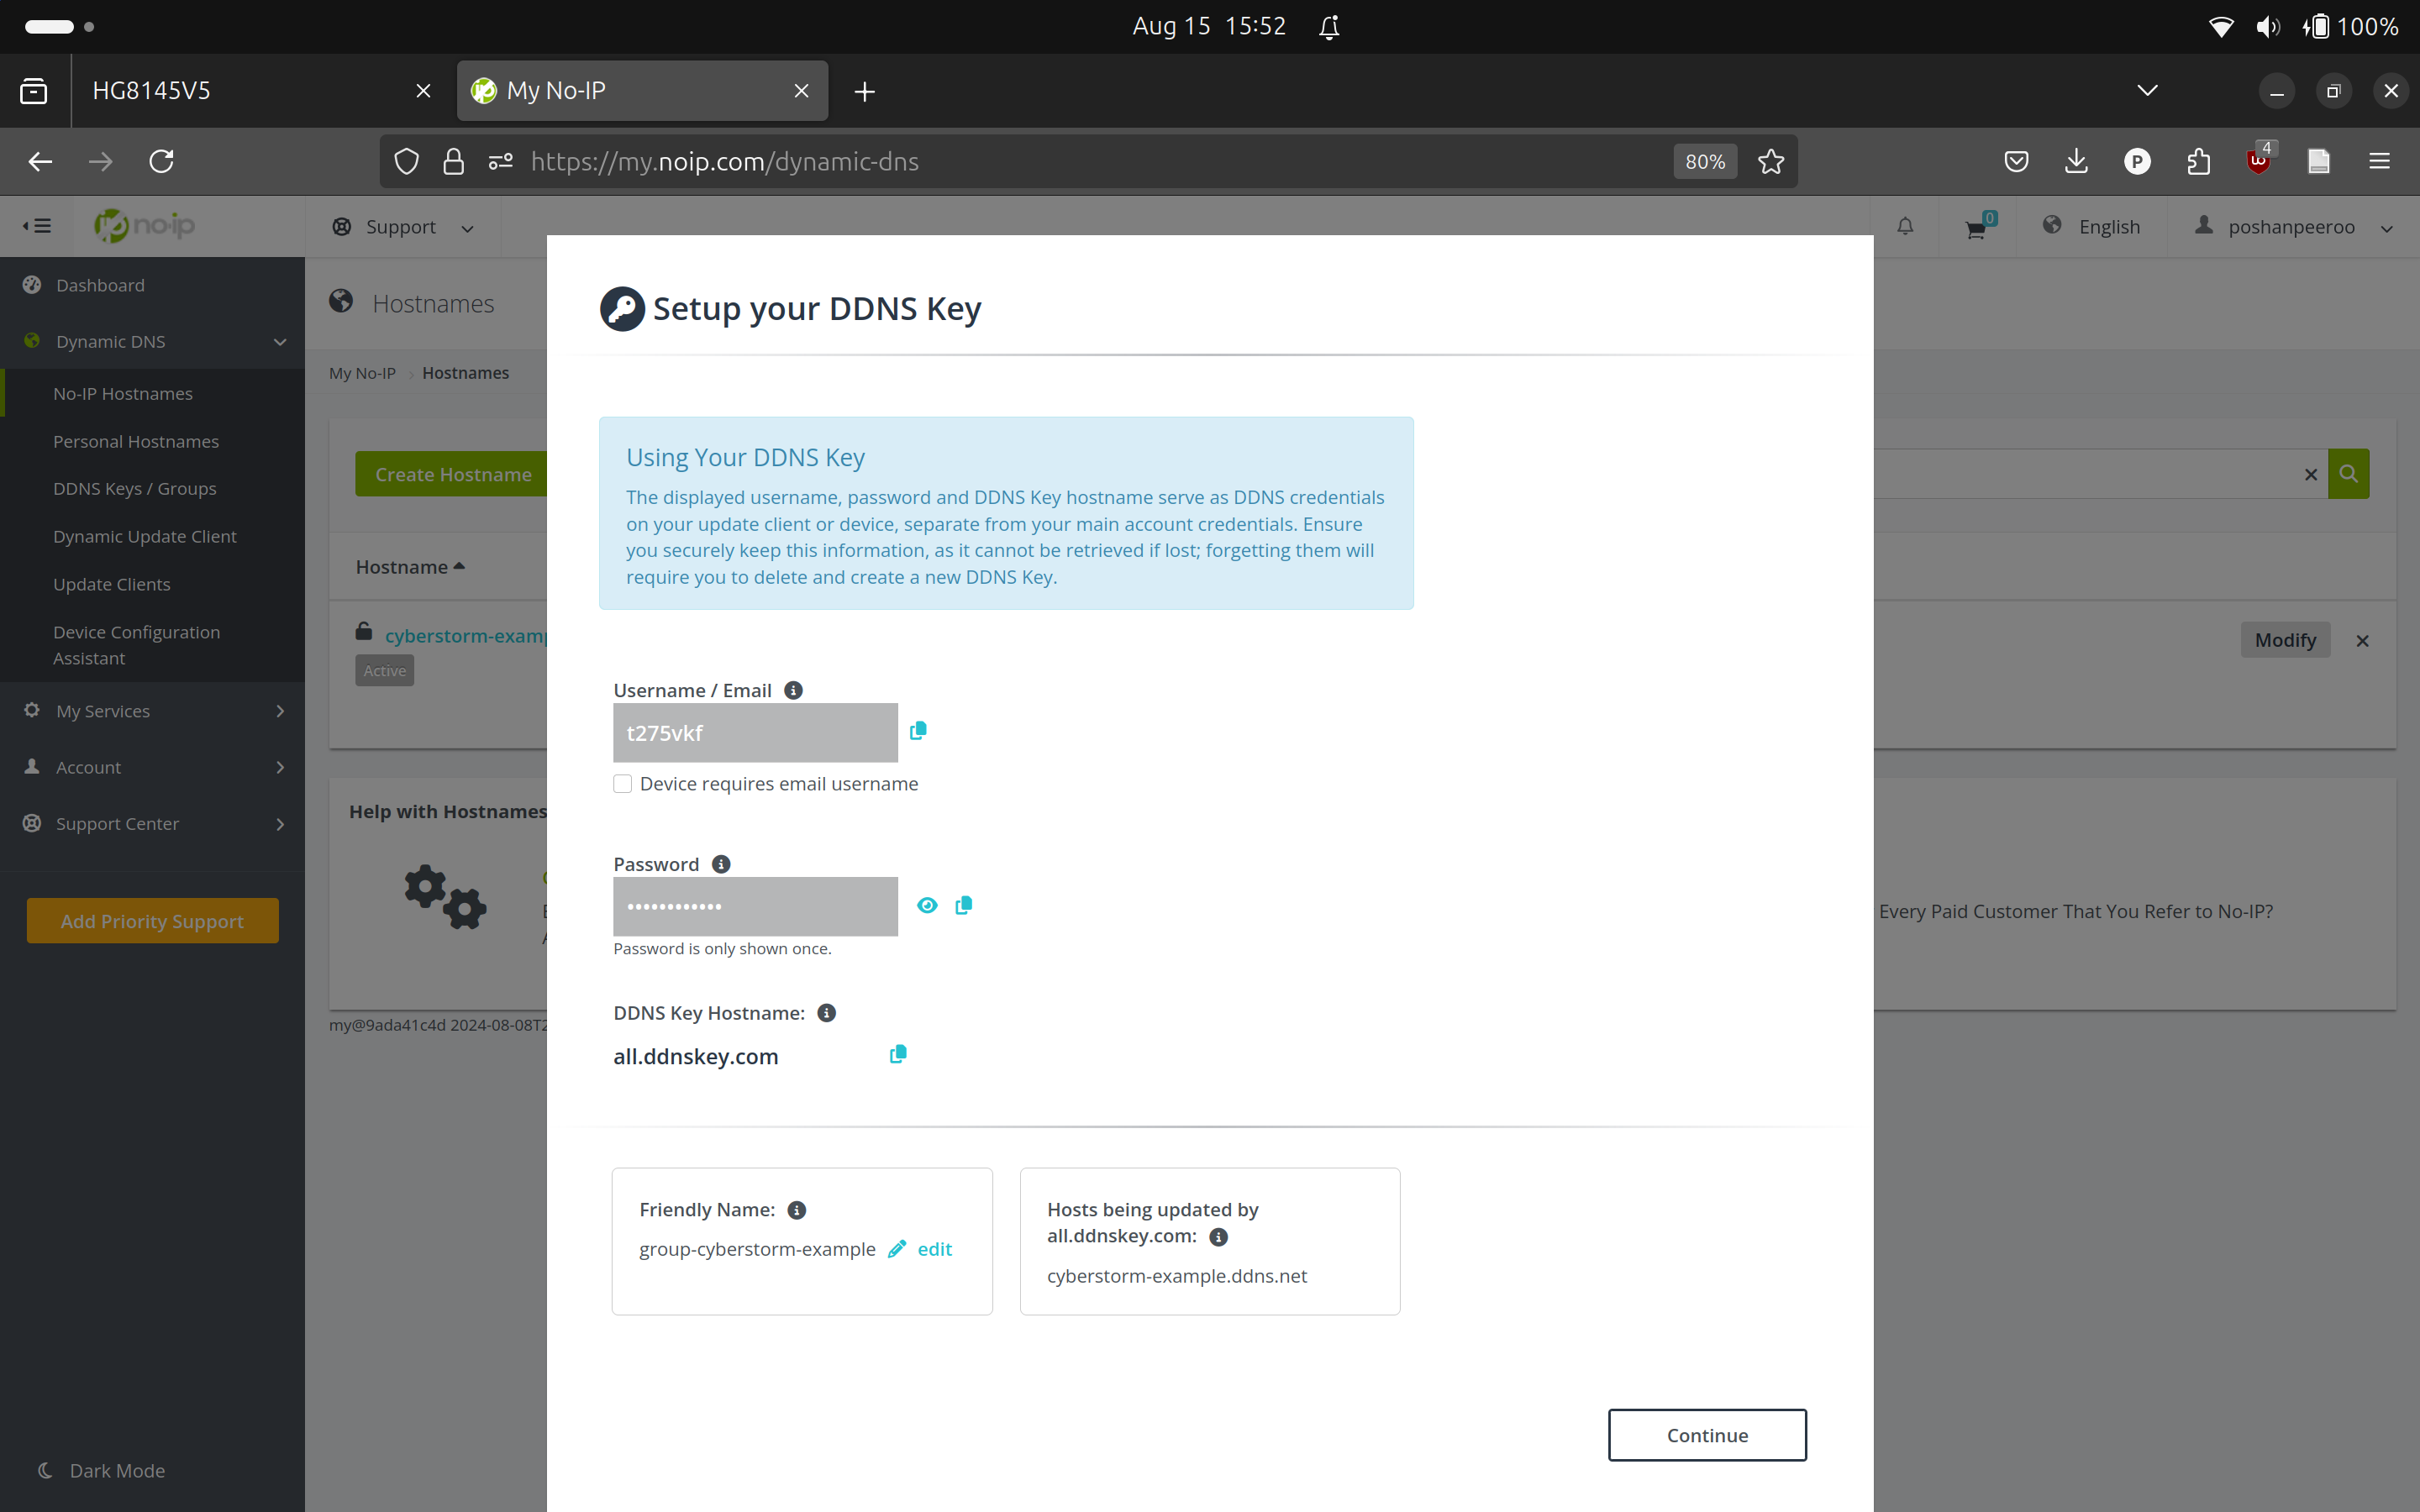 Aug 15 15:52
100%
HG8145V5
My No-IP
https://my.noip.com/dynamic-dns
80%
4
no-ip
Support
0
English
poshanpeeroo
Dashboard
Dynamic DNS
No-IP Hostnames
Personal Hostnames
DDNS Keys / Groups
Dynamic Update Client
Update Clients
Device Configuration
Assistant
My Services
Account
Support Center
Add Priority Support
Dark Mode
Hostnames
My No-IP › Hostnames
Create Hostname
Hostname
cyberstorm-examp
Active
Modify
Help with Hostnames
Every Paid Customer That You Refer to No-IP?
my@9ada41c4d 2024-08-08T2
Setup your DDNS Key
Using Your DDNS Key
The displayed username, password and DDNS Key hostname serve as DDNS credentials
on your update client or device, separate from your main account credentials. Ensure
you securely keep this information, as it cannot be retrieved if lost; forgetting them will
require you to delete and create a new DDNS Key.
Username / Email
t275vkf
Device requires email username
Password
••••••••••••
Password is only shown once.
DDNS Key Hostname:
all.ddnskey.com
Friendly Name:
group-cyberstorm-example edit
Hosts being updated by
all.ddnskey.com:
cyberstorm-example.ddns.net
Continue